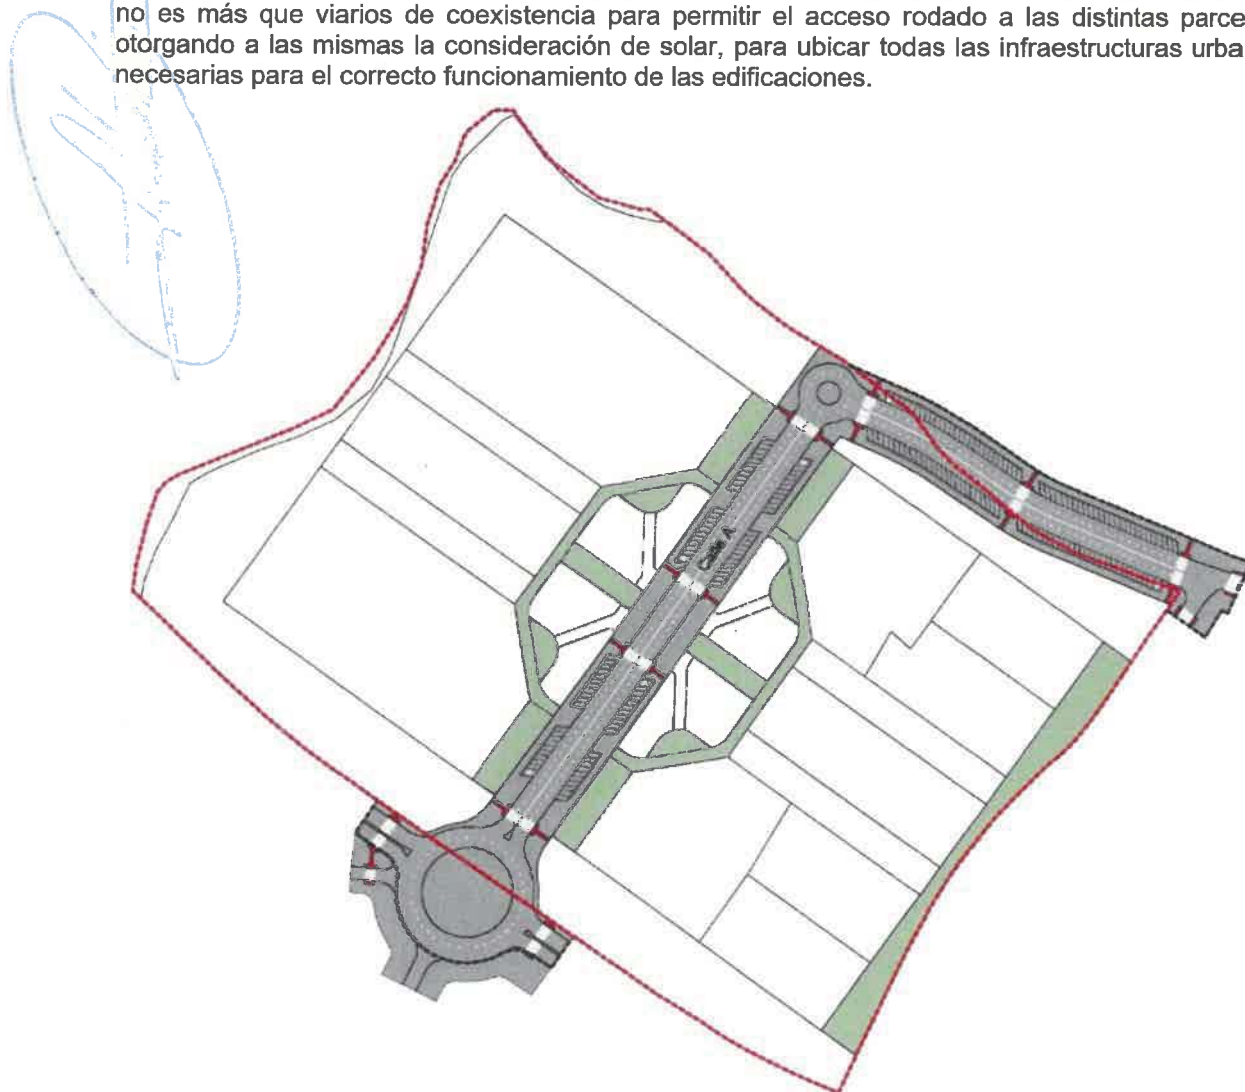 no es más que viarios de coexistencia para permitir el acceso rodado a las distintas parce
otorgando a las mismas la consideración de solar, para ubicar todas las infraestructuras urba
necesarias para el correcto funcionamiento de las edificaciones.
Calle A